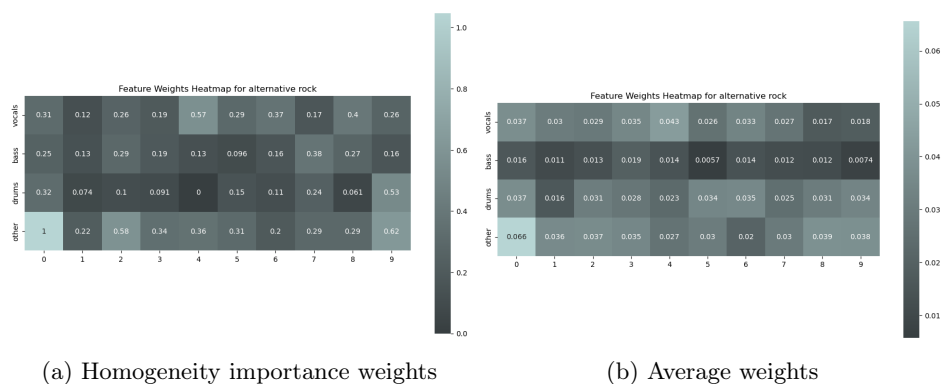 Feature Weights Heatmap for alternative rock
vocals 0.31 0.12 0.26 0.19 0.57 0.29 0.37 0.17 0.4 0.26
bass 0.25 0.13 0.29 0.19 0.13 0.096 0.16 0.38 0.27 0.16
drums 0.32 0.074 0.1 0.091 0 0.15 0.11 0.24 0.061 0.53
other 1 0.22 0.58 0.34 0.36 0.31 0.2 0.29 0.29 0.62
0 1 2 3 4 5 6 7 8 9
1.0
0.8
0.6
0.4
0.2
0.0
(a) Homogeneity importance weights
Feature Weights Heatmap for alternative rock
vocals 0.037 0.03 0.029 0.035 0.043 0.026 0.033 0.027 0.017 0.018
bass 0.016 0.011 0.013 0.019 0.014 0.0057 0.014 0.012 0.012 0.0074
drums 0.037 0.016 0.031 0.028 0.023 0.034 0.035 0.025 0.031 0.034
other 0.066 0.036 0.037 0.035 0.027 0.03 0.02 0.03 0.039 0.038
0 1 2 3 4 5 6 7 8 9
0.06
0.05
0.04
0.03
0.02
0.01
(b) Average weights